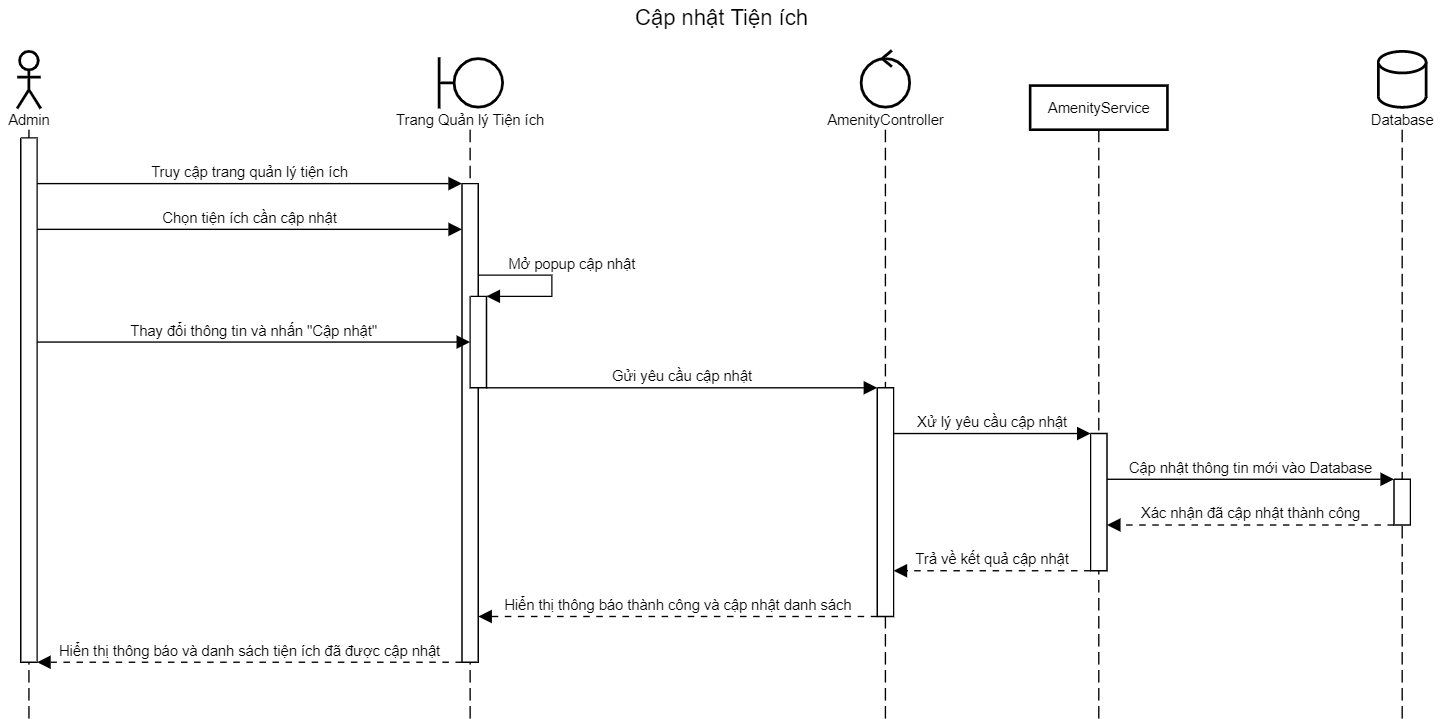 Cập nhật Tiện ích
Admin
Trang Quản lý Tiện ích
AmenityController
AmenityService
Database
Truy cập trang quản lý tiện ích
Chọn tiện ích cần cập nhật
Mở popup cập nhật
Thay đổi thông tin và nhấn "Cập nhật"
Gửi yêu cầu cập nhật
Xử lý yêu cầu cập nhật
Cập nhật thông tin mới vào Database
Xác nhận đã cập nhật thành công
Trả về kết quả cập nhật
Hiển thị thông báo thành công và cập nhật danh sách
Hiển thị thông báo và danh sách tiện ích đã được cập nhật